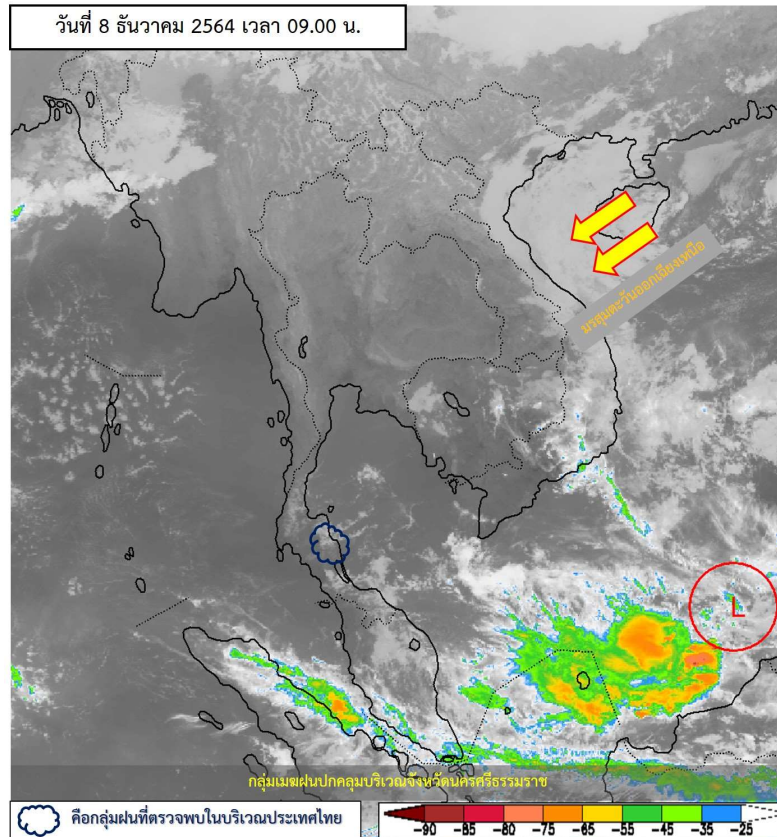 วันที่ 8 ธันวาคม 2564 เวลา 09.00 น.
มรสุมตะวันออกเฉียงเหนือ
L
กลุ่มเมฆฝนปกคลุมบริเวณจังหวัดนครศรีธรรมราช
คือกลุ่มฝนที่ตรวจพบในบริเวณประเทศไทย
-90 -85 -80 -75 -65 -55 -45 -35 -25